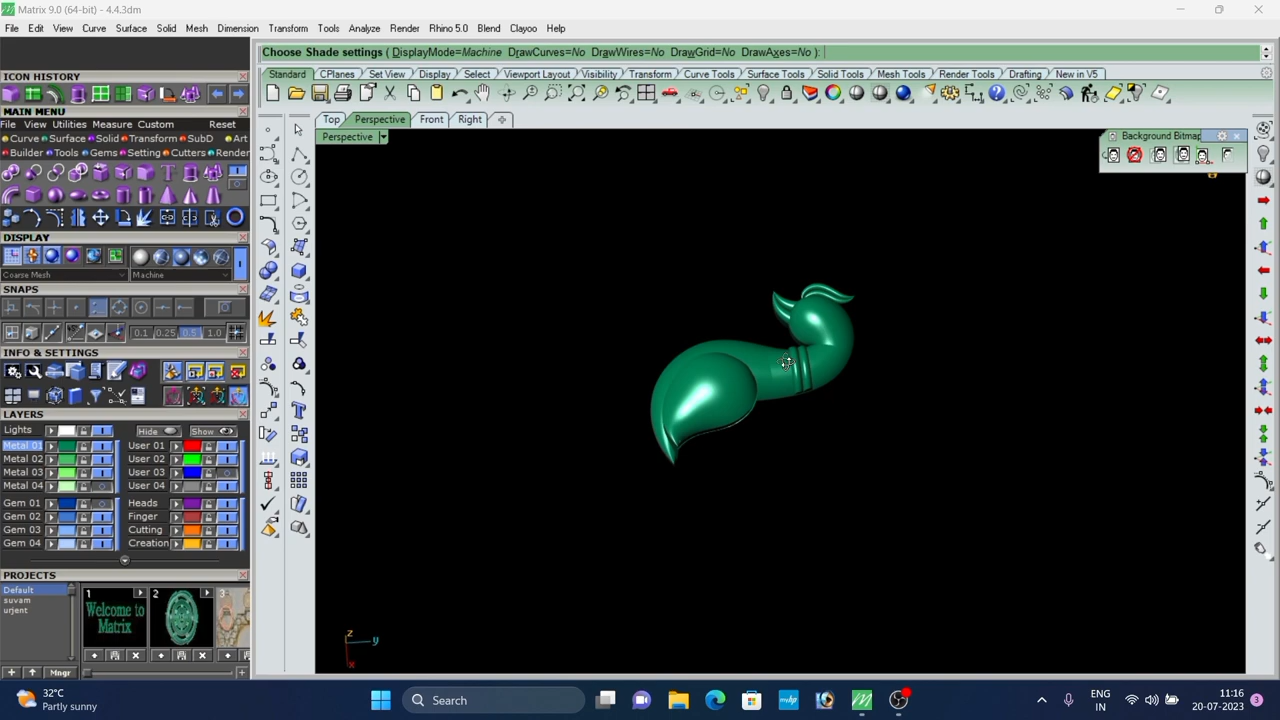 Matrix 9.0 (64-bit) - 4.4.3dm
File Edit View Curve Surface Solid Mesh Dimension Transform Tools Analyze Render Rhino 5.0 Blend Clayoo Help
Choose Shade settings ( DisplayMode=Machine DrawCurves=No DrawWires=No DrawGrid=No DrawAxes=No ):
Standard CPlanes Set View Display Select Viewport Layout Visibility Transform Curve Tools Surface Tools Solid Tools Mesh Tools Render Tools Drafting New in V5
ICON HISTORY
MAIN MENU
File View Utilities Measure Custom Reset
Curve Surface Solid Transform SubD Art
Builder Tools Gems Setting Cutters Render
Top Perspective Front Right
Perspective
Background Bitmap
DISPLAY
Coarse Mesh Machine
SNAPS
0.1 0.25 0.5 1.0
INFO & SETTINGS
LAYERS
Lights Hide Show
Metal 01 User 01
Metal 02 User 02
Metal 03 User 03
Metal 04 User 04
Gem 01 Heads
Gem 02 Finger
Gem 03 Cutting
Gem 04 Creation
PROJECTS
Default
suvam
urjent
1 2 3
Welcome to
Matrix
Mngr
z
y
x
32°C
Partly sunny
Search
ENG
IN
11:16
20-07-2023
3